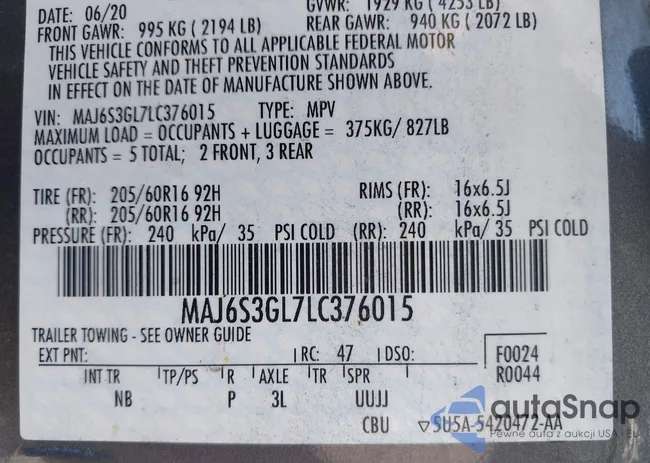 DATE: 06/20
GVWR: 1929 KG ( 4253 LB)
FRONT GAWR: 995 KG ( 2194 LB)
REAR GAWR: 940 KG ( 2072 LB)
THIS VEHICLE CONFORMS TO ALL APPLICABLE FEDERAL MOTOR
VEHICLE SAFETY AND THEFT PREVENTION STANDARDS
IN EFFECT ON THE DATE OF MANUFACTURE SHOWN ABOVE.
VIN: MAJ6S3GL7LC376015 TYPE: MPV
MAXIMUM LOAD = OCCUPANTS + LUGGAGE = 375KG/ 827LB
OCCUPANTS = 5 TOTAL; 2 FRONT, 3 REAR
TIRE (FR): 205/60R16 92H RIMS (FR): 16x6.5J
(RR): 205/60R16 92H (RR): 16x6.5J
PRESSURE (FR): 240 kPa/ 35 PSI COLD (RR): 240 kPa/ 35 PSI COLD
MAJ6S3GL7LC376015
TRAILER TOWING - SEE OWNER GUIDE
EXT PNT: RC: 47 DSO: F0024
R0044
INT TR TP/PS R AXLE TR SPR
NB P 3L UUJJ
CBU ▽5U5A-5420472-AA
autoSnap
Pewne auta z aukcji USA i EU